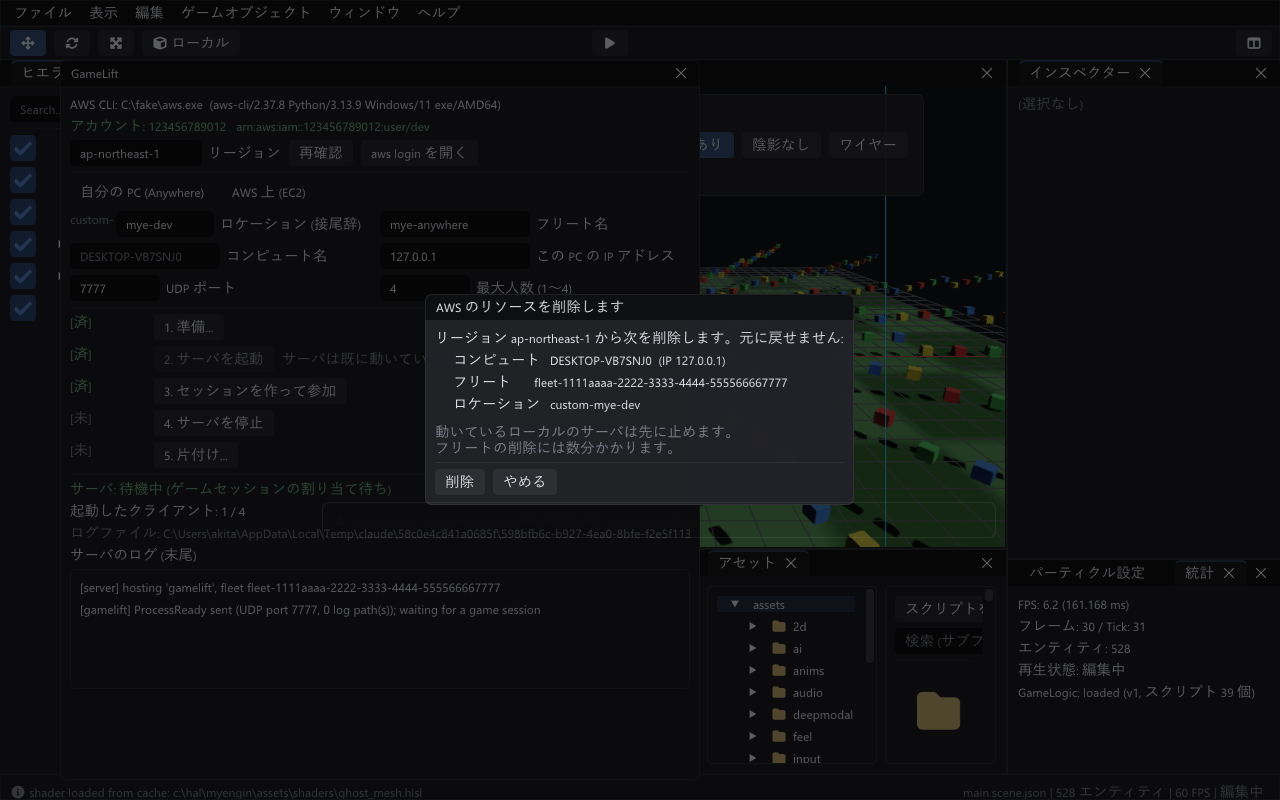 ファイル 表示 編集 ゲームオブジェクト ウィンドウ ヘルプ
ローカル
ヒエラ
GameLift
インスペクター
Search..
AWS CLI: C:\fake\aws.exe (aws-cli/2.37.8 Python/3.13.9 Windows/11 exe/AMD64)
(選択なし)
アカウント: 123456789012 arn:aws:iam::123456789012:user/dev
ap-northeast-1 リージョン 再確認 aws login を開く
あり 陰影なし ワイヤー
自分の PC (Anywhere) AWS 上 (EC2)
custom- mye-dev ロケーション (接尾辞) mye-anywhere フリート名
DESKTOP-VB7SNJ0 コンピュート名 127.0.0.1 この PC の IP アドレス
7777 UDP ポート 4 最大人数 (1〜4)
[済] 1. 準備...
[済] 2. サーバを起動 サーバは既に動いてい
[済] 3. セッションを作って参加
[未] 4. サーバを停止
[未] 5. 片付け...
AWS のリソースを削除します
リージョン ap-northeast-1 から次を削除します。元に戻せません:
コンピュート DESKTOP-VB7SNJ0 (IP 127.0.0.1)
フリート fleet-1111aaaa-2222-3333-4444-555566667777
ロケーション custom-mye-dev
動いているローカルのサーバは先に止めます。
フリートの削除には数分かかります。
削除 やめる
サーバ: 待機中 (ゲームセッションの割り当て待ち)
起動したクライアント: 1 / 4
ログファイル: C:\Users\akita\AppData\Local\Temp\claude\58c0e4c841a0685f\598bfb6c-b927-4ea0-8bfe-f2e5f113...
サーバのログ (末尾)
[server] hosting 'gamelift', fleet fleet-1111aaaa-2222-3333-4444-555566667777
[gamelift] ProcessReady sent (UDP port 7777, 0 log path(s)); waiting for a game session
アセット
assets
2d
ai
anims
audio
deepmodal
feel
input
スクリプトを
検索 (サブフ
パーティクル設定 統計
FPS: 6.2 (161.168 ms)
フレーム: 30 / Tick: 31
エンティティ: 528
再生状態: 編集中
GameLogic: loaded (v1, スクリプト 39 個)
shader loaded from cache: c:\hal\myengin\assets\shaders\ghost_mesh.hlsl
main.scene.json | 528 エンティティ | 60 FPS | 編集中